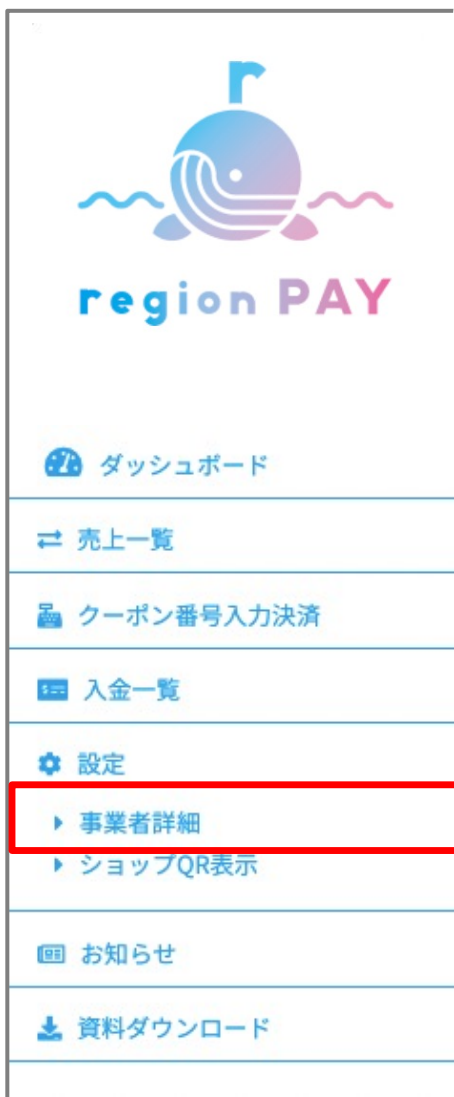 r
region PAY
ダッシュボード
売上一覧
クーポン番号入力決済
入金一覧
設定
事業者詳細
ショップQR表示
お知らせ
資料ダウンロード